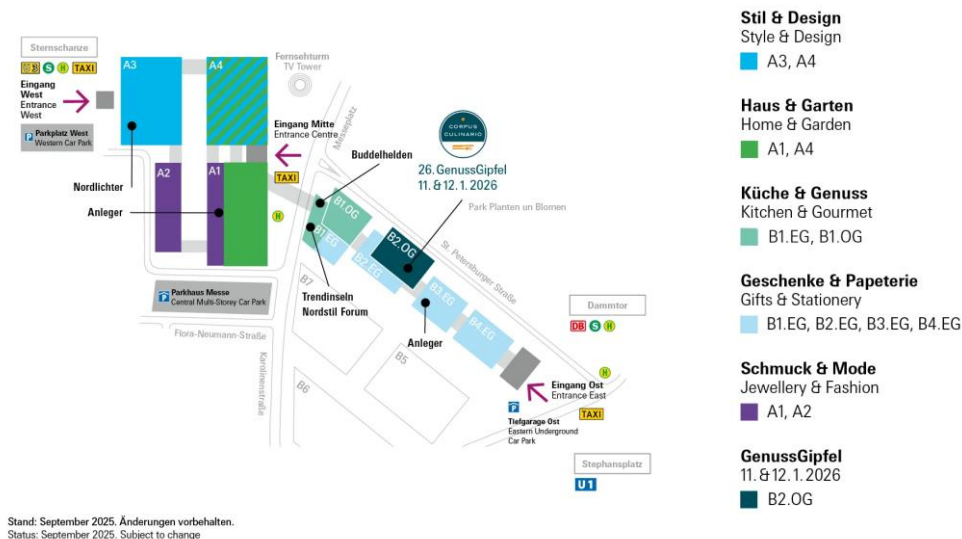 Sternschanze
U3 S H TAXI
Eingang
West
Entrance
West
P Parkplatz West
Western Car Park
A3
A4
Fernsehturm
TV Tower
Messeplatz
Eingang Mitte
Entrance Centre
TAXI
Nordlichter
Anleger
A2
A1
H
Buddelhelden
CORPUS
CULINARIO
26. GenussGipfel
11. & 12. 1. 2026
Park Planten un Blomen
St. Petersburger Straße
B1.OG
B1.EG
B2.OG
B2.EG
B3.EG
B4.EG
Trendinseln
Nordstil Forum
Anleger
P Parkhaus Messe
Central Multi-Storey Car Park
Flora-Neumann-Straße
Karolinenstraße
B7
B6
B5
Dammtor
DB S H
H
Eingang Ost
Entrance East
TAXI
P
Tiefgarage Ost
Eastern Underground
Car Park
Stephansplatz
U1
Stil & Design
Style & Design
A3, A4
Haus & Garten
Home & Garden
A1, A4
Küche & Genuss
Kitchen & Gourmet
B1.EG, B1.OG
Geschenke & Papeterie
Gifts & Stationery
B1.EG, B2.EG, B3.EG, B4.EG
Schmuck & Mode
Jewellery & Fashion
A1, A2
GenussGipfel
11. & 12. 1. 2026
B2.OG
Stand: September 2025. Änderungen vorbehalten.
Status: September 2025. Subject to change